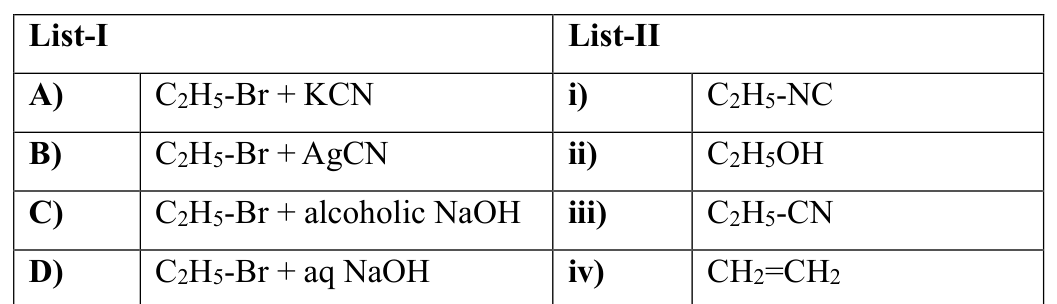 List-I List-II
A) C₂H₅-Br + KCN i) C₂H₅-NC
B) C₂H₅-Br + AgCN ii) C₂H₅OH
C) C₂H₅-Br + alcoholic NaOH iii) C₂H₅-CN
D) C₂H₅-Br + aq NaOH iv) CH₂=CH₂